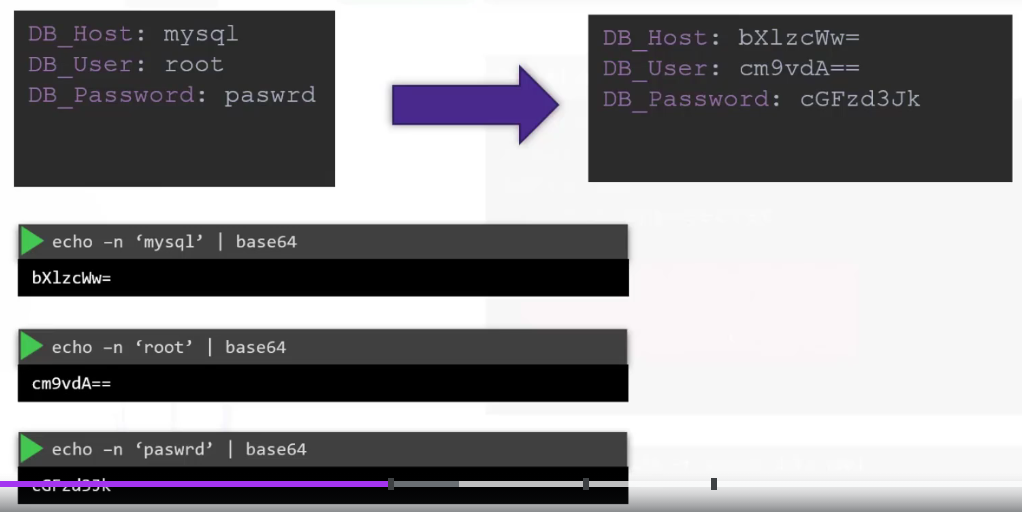 DB_Host: mysql
DB_User: root
DB_Password: paswrd
DB_Host: bXlzcWw=
DB_User: cm9vdA==
DB_Password: cGFzd3Jk
echo –n ‘mysql’ | base64
bXlzcWw=
echo –n ‘root’ | base64
cm9vdA==
echo –n ‘paswrd’ | base64
cGFzd3Jk